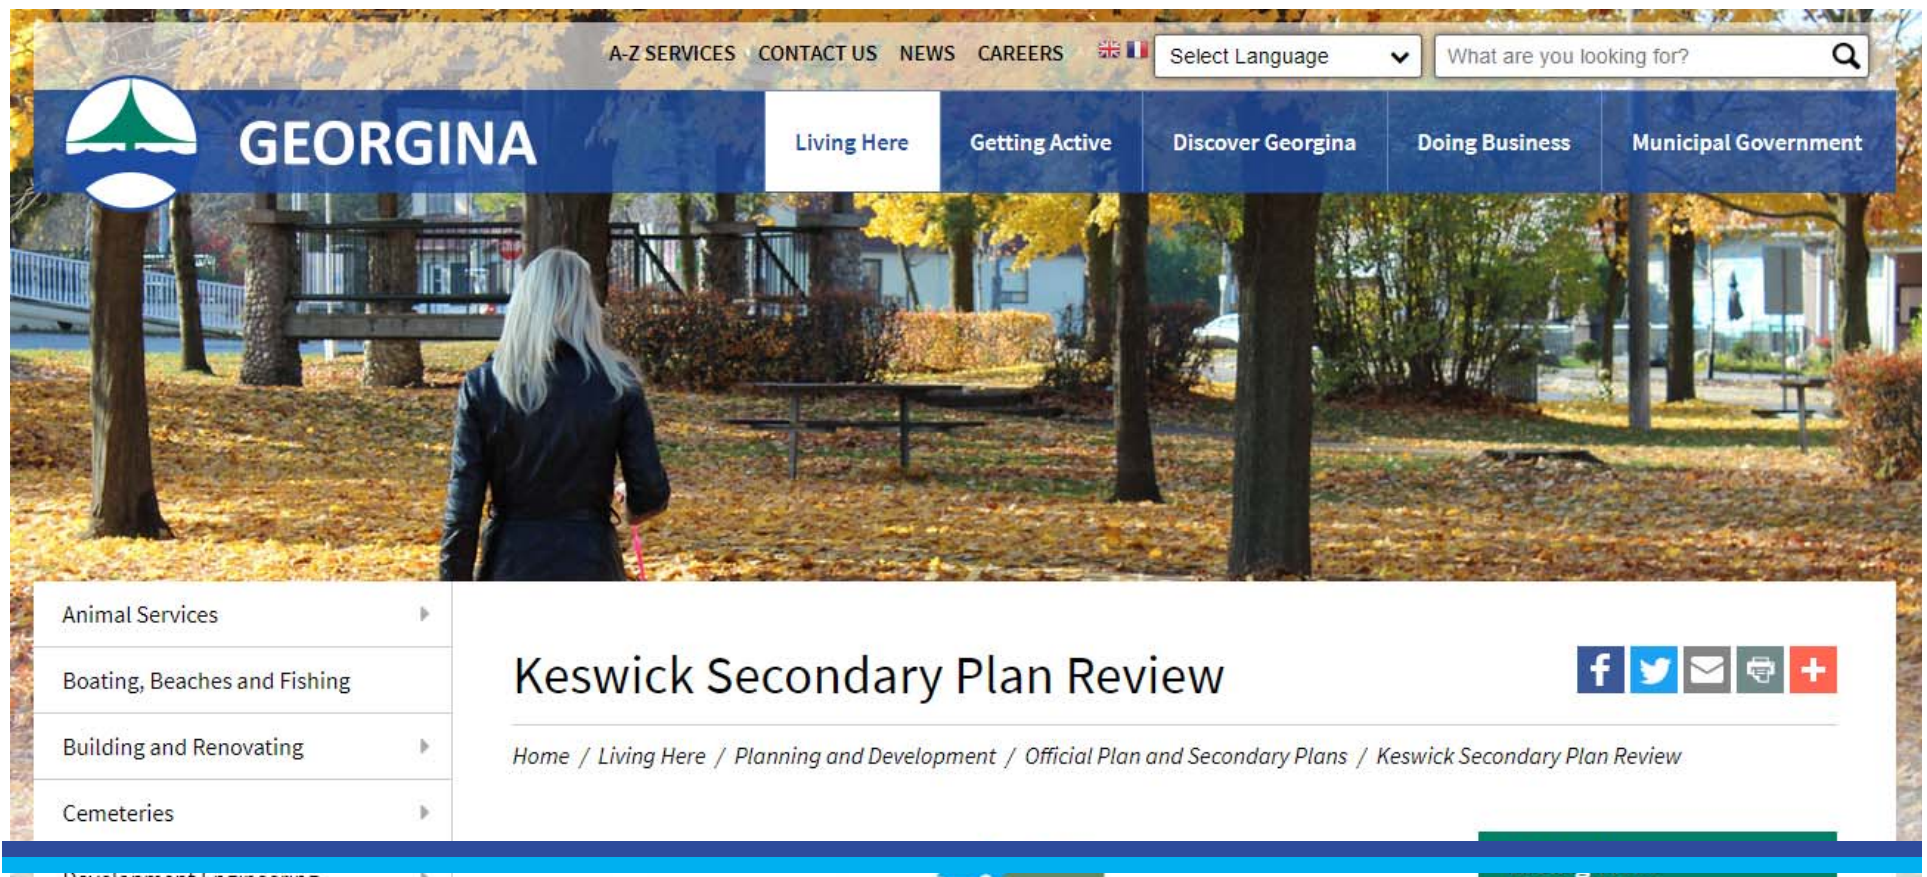 A-Z SERVICES CONTACT US NEWS CAREERS Select Language What are you looking for?
GEORGINA Living Here Getting Active Discover Georgina Doing Business Municipal Government
Animal Services
Boating, Beaches and Fishing
Building and Renovating
Cemeteries
Keswick Secondary Plan Review
Home / Living Here / Planning and Development / Official Plan and Secondary Plans / Keswick Secondary Plan Review